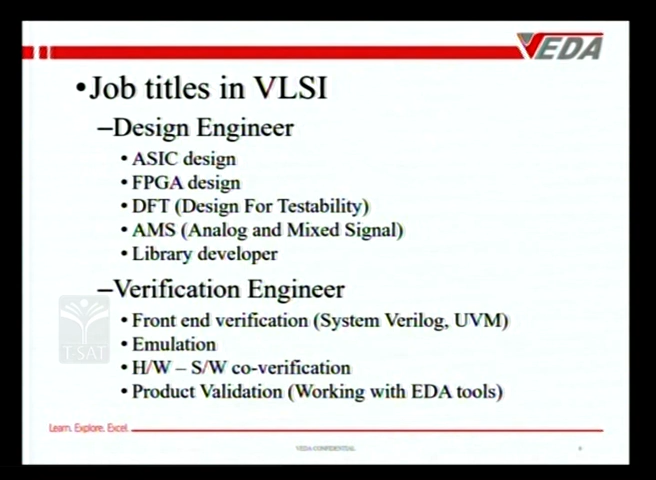 VEDA
•Job titles in VLSI
–Design Engineer
• ASIC design
• FPGA design
• DFT (Design For Testability)
• AMS (Analog and Mixed Signal)
• Library developer
–Verification Engineer
• Front end verification (System Verilog, UVM)
• Emulation
• H/W – S/W co-verification
• Product Validation (Working with EDA tools)
T-SAT
Learn. Explore. Excel.
VEDA CONFIDENTIAL